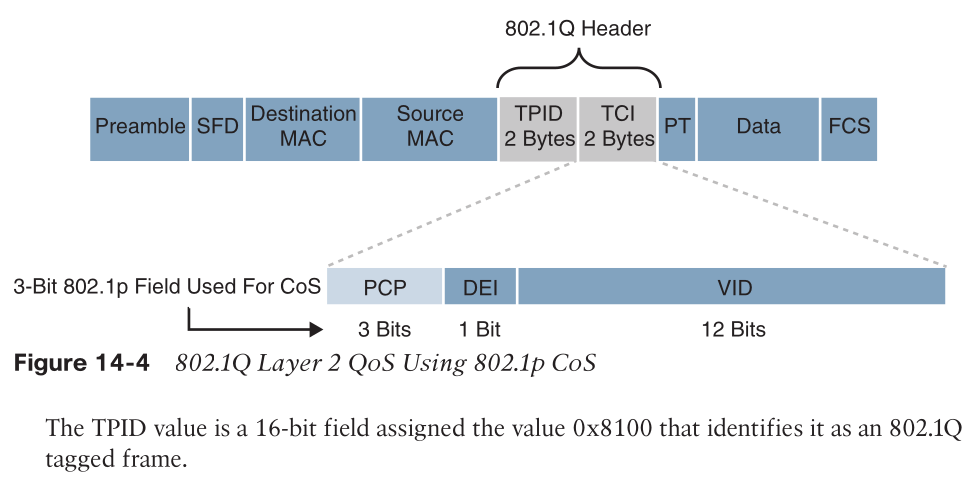 802.1Q Header
Preamble SFD Destination MAC Source MAC TPID 2 Bytes TCI 2 Bytes PT Data FCS
3-Bit 802.1p Field Used For CoS PCP DEI VID
3 Bits 1 Bit 12 Bits
Figure 14-4 802.1Q Layer 2 QoS Using 802.1p CoS
The TPID value is a 16-bit field assigned the value 0x8100 that identifies it as an 802.1Q
tagged frame.